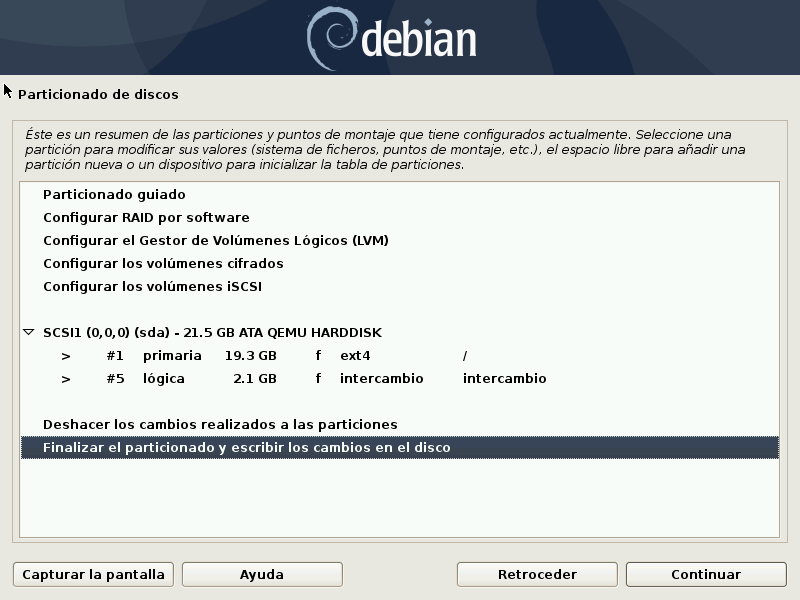 debian
Particionado de discos
Éste es un resumen de las particiones y puntos de montaje que tiene configurados actualmente. Seleccione una
partición para modificar sus valores (sistema de ficheros, puntos de montaje, etc.), el espacio libre para añadir una
partición nueva o un dispositivo para inicializar la tabla de particiones.
Particionado guiado
Configurar RAID por software
Configurar el Gestor de Volúmenes Lógicos (LVM)
Configurar los volúmenes cifrados
Configurar los volúmenes iSCSI
SCSI1 (0,0,0) (sda) - 21.5 GB ATA QEMU HARDDISK
> #1 primaria 19.3 GB f ext4 /
> #5 lógica 2.1 GB f intercambio intercambio
Deshacer los cambios realizados a las particiones
Finalizar el particionado y escribir los cambios en el disco
Capturar la pantalla Ayuda Retroceder Continuar